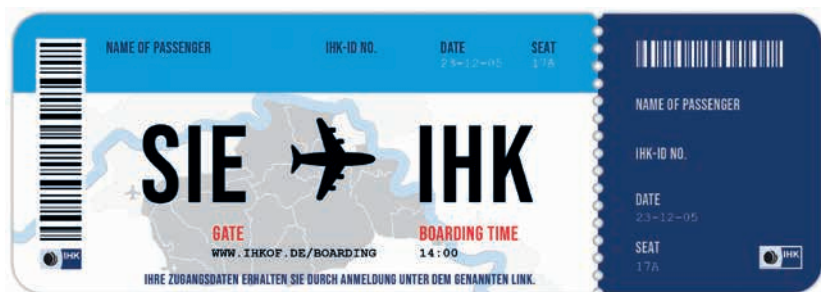 NAME OF PASSENGER IHK-ID NO. DATE SEAT
23-12-05 17A
SIE IHK
GATE BOARDING TIME
WWW.IHKOF.DE/BOARDING 14:00
IHRE ZUGANGSDATEN ERHALTEN SIE DURCH ANMELDUNG UNTER DEM GENANNTEN LINK.
IHK
NAME OF PASSENGER
IHK-ID NO.
DATE
23-12-05
SEAT
17A
IHK